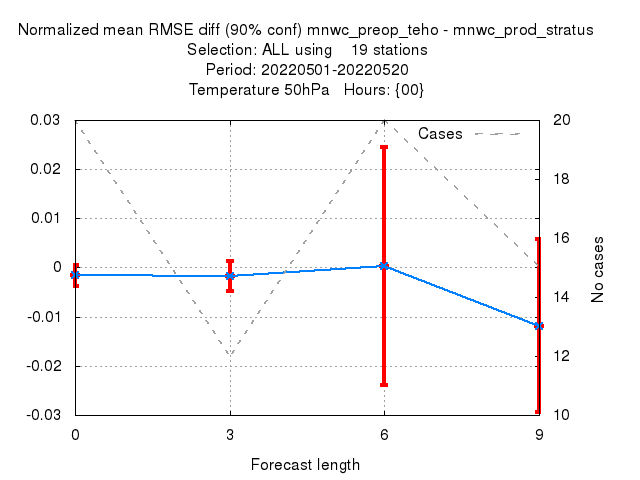 Normalized mean RMSE diff (90% conf) mnwc_preop_teho - mnwc_prod_stratus
Selection: ALL using    19 stations
Period: 20220501-20220520
Temperature 50hPa   Hours: {00}
Cases
0.03
0.02
0.01
0
-0.01
-0.02
-0.03
20
18
16
14
12
10
No cases
0
3
6
9
Forecast length